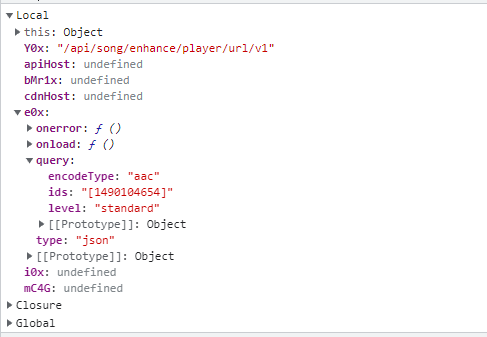 Local
this: Object
Y0x: "/api/song/enhance/player/url/v1"
apiHost: undefined
bMr1x: undefined
cdnHost: undefined
e0x:
onerror: ƒ ()
onload: ƒ ()
query:
encodeType: "aac"
ids: "[1490104654]"
level: "standard"
[[Prototype]]: Object
type: "json"
[[Prototype]]: Object
i0x: undefined
mC4G: undefined
Closure
Global